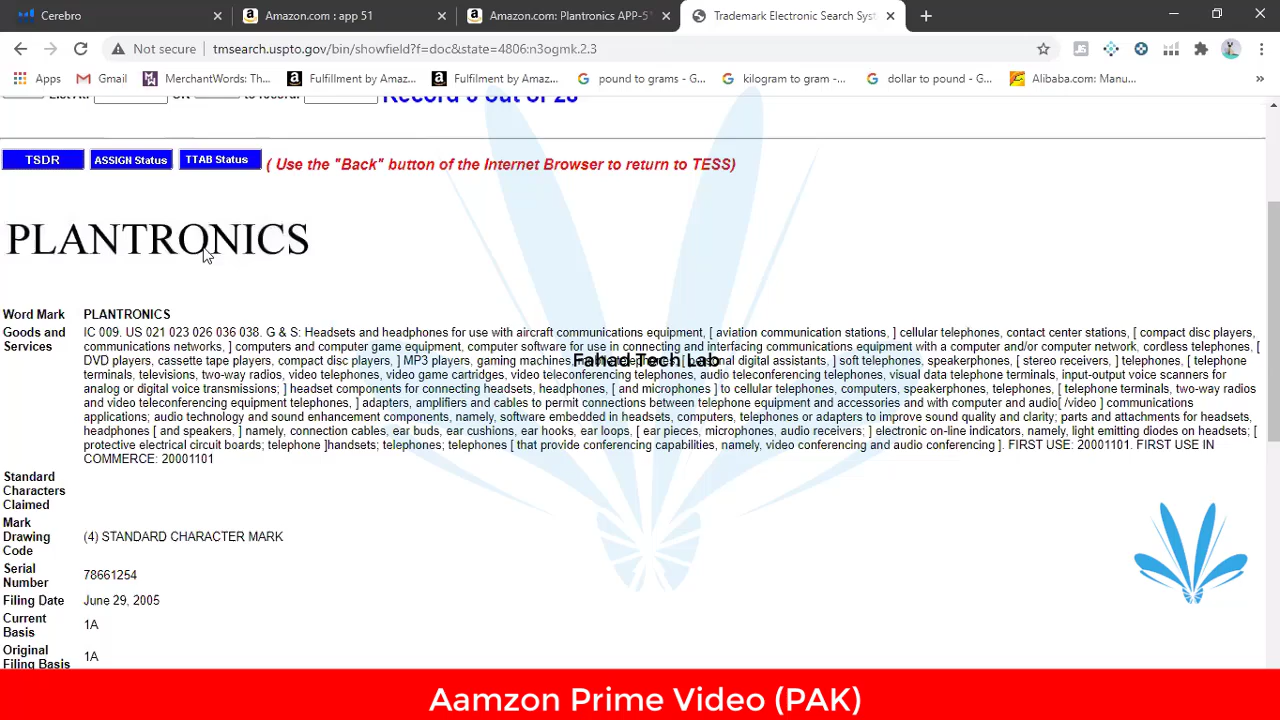 Cerebro
Amazon.com : app 51
Amazon.com: Plantronics APP-5
Trademark Electronic Search Syst
Not secure
tmsearch.uspto.gov/bin/showfield?f=doc&state=4806:n3ogmk.2.3
Apps
Gmail
MerchantWords: Th...
Fulfillment by Amaz...
Fulfilment by Amaz...
pound to grams - G...
kilogram to gram -...
dollar to pound - G...
Alibaba.com: Manu...
List At:
OR
to record:
Record 6 out of 28
TSDR
ASSIGN Status
TTAB Status
( Use the "Back" button of the Internet Browser to return to TESS)
PLANTRONICS
Word Mark PLANTRONICS
Goods and Services IC 009. US 021 023 026 036 038. G & S: Headsets and headphones for use with aircraft communications equipment, [ aviation communication stations, ] cellular telephones, contact center stations, [ compact disc players,
communications networks, ] computers and computer game equipment, computer software for use in connecting and interfacing communications equipment with a computer and/or computer network, cordless telephones, [
DVD players, cassette tape players, compact disc players, ] MP3 players, gaming machines, digital assistants, ] soft telephones, speakerphones, [ stereo receivers, ] telephones, [ telephone
terminals, televisions, two-way radios, video telephones, video game cartridges, video teleconferencing telephones, audio teleconferencing telephones, visual data telephone terminals, input-output voice scanners for
analog or digital voice transmissions; ] headset components for connecting headsets, headphones, [ and microphones ] to cellular telephones, computers, speakerphones, telephones, [ telephone terminals, two-way radios
and video teleconferencing equipment telephones, ] adapters, amplifiers and cables to permit connections between telephone equipment and accessories and with computer and audio[ /video ] communications
applications; audio technology and sound enhancement components, namely, software embedded in headsets, computers, telephones or adapters to improve sound quality and clarity; parts and attachments for headsets,
headphones [ and speakers, ] namely, connection cables, ear buds, ear cushions, ear hooks, ear loops, [ ear pieces, microphones, audio receivers; ] electronic on-line indicators, namely, light emitting diodes on headsets; [
protective electrical circuit boards; telephone ]handsets; telephones; telephones [ that provide conferencing capabilities, namely, video conferencing and audio conferencing ]. FIRST USE: 20001101. FIRST USE IN
COMMERCE: 20001101
Fahad Tech Lab
Standard
Characters
Claimed
Mark
Drawing
Code
(4) STANDARD CHARACTER MARK
Serial
Number
78661254
Filing Date June 29, 2005
Current
Basis
1A
Original
Filing Basis
1A
Aamzon Prime Video (PAK)